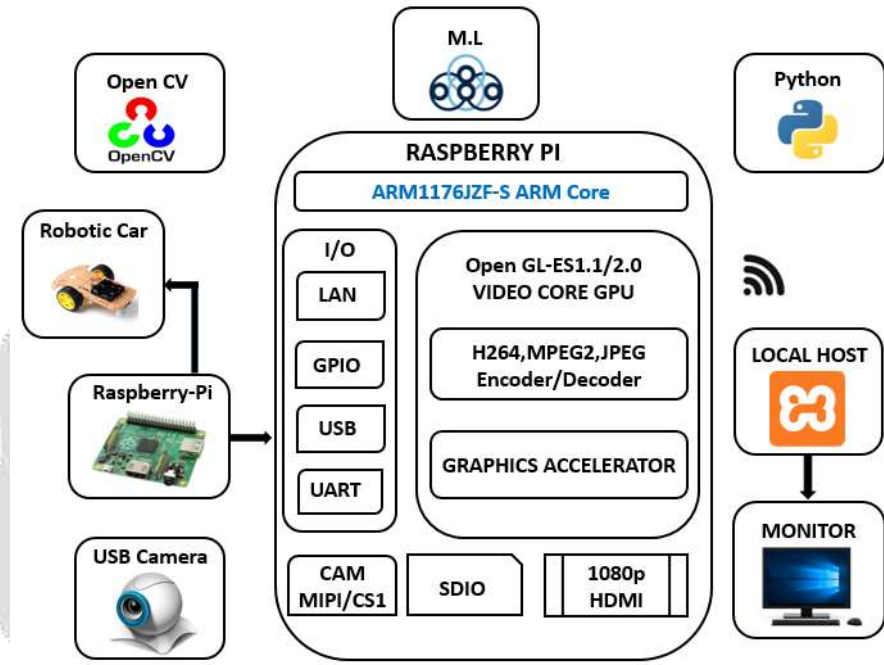 M.L
Open CV
OpenCV
Python
RASPBERRY PI
ARM1176JZF-S ARM Core
Robotic Car
I/O
LAN
GPIO
USB
UART
Open GL-ES1.1/2.0
VIDEO CORE GPU
H264,MPEG2,JPEG
Encoder/Decoder
GRAPHICS ACCELERATOR
LOCAL HOST
Raspberry-Pi
MONITOR
USB Camera
CAM
MIPI/CS1
SDIO
1080p
HDMI